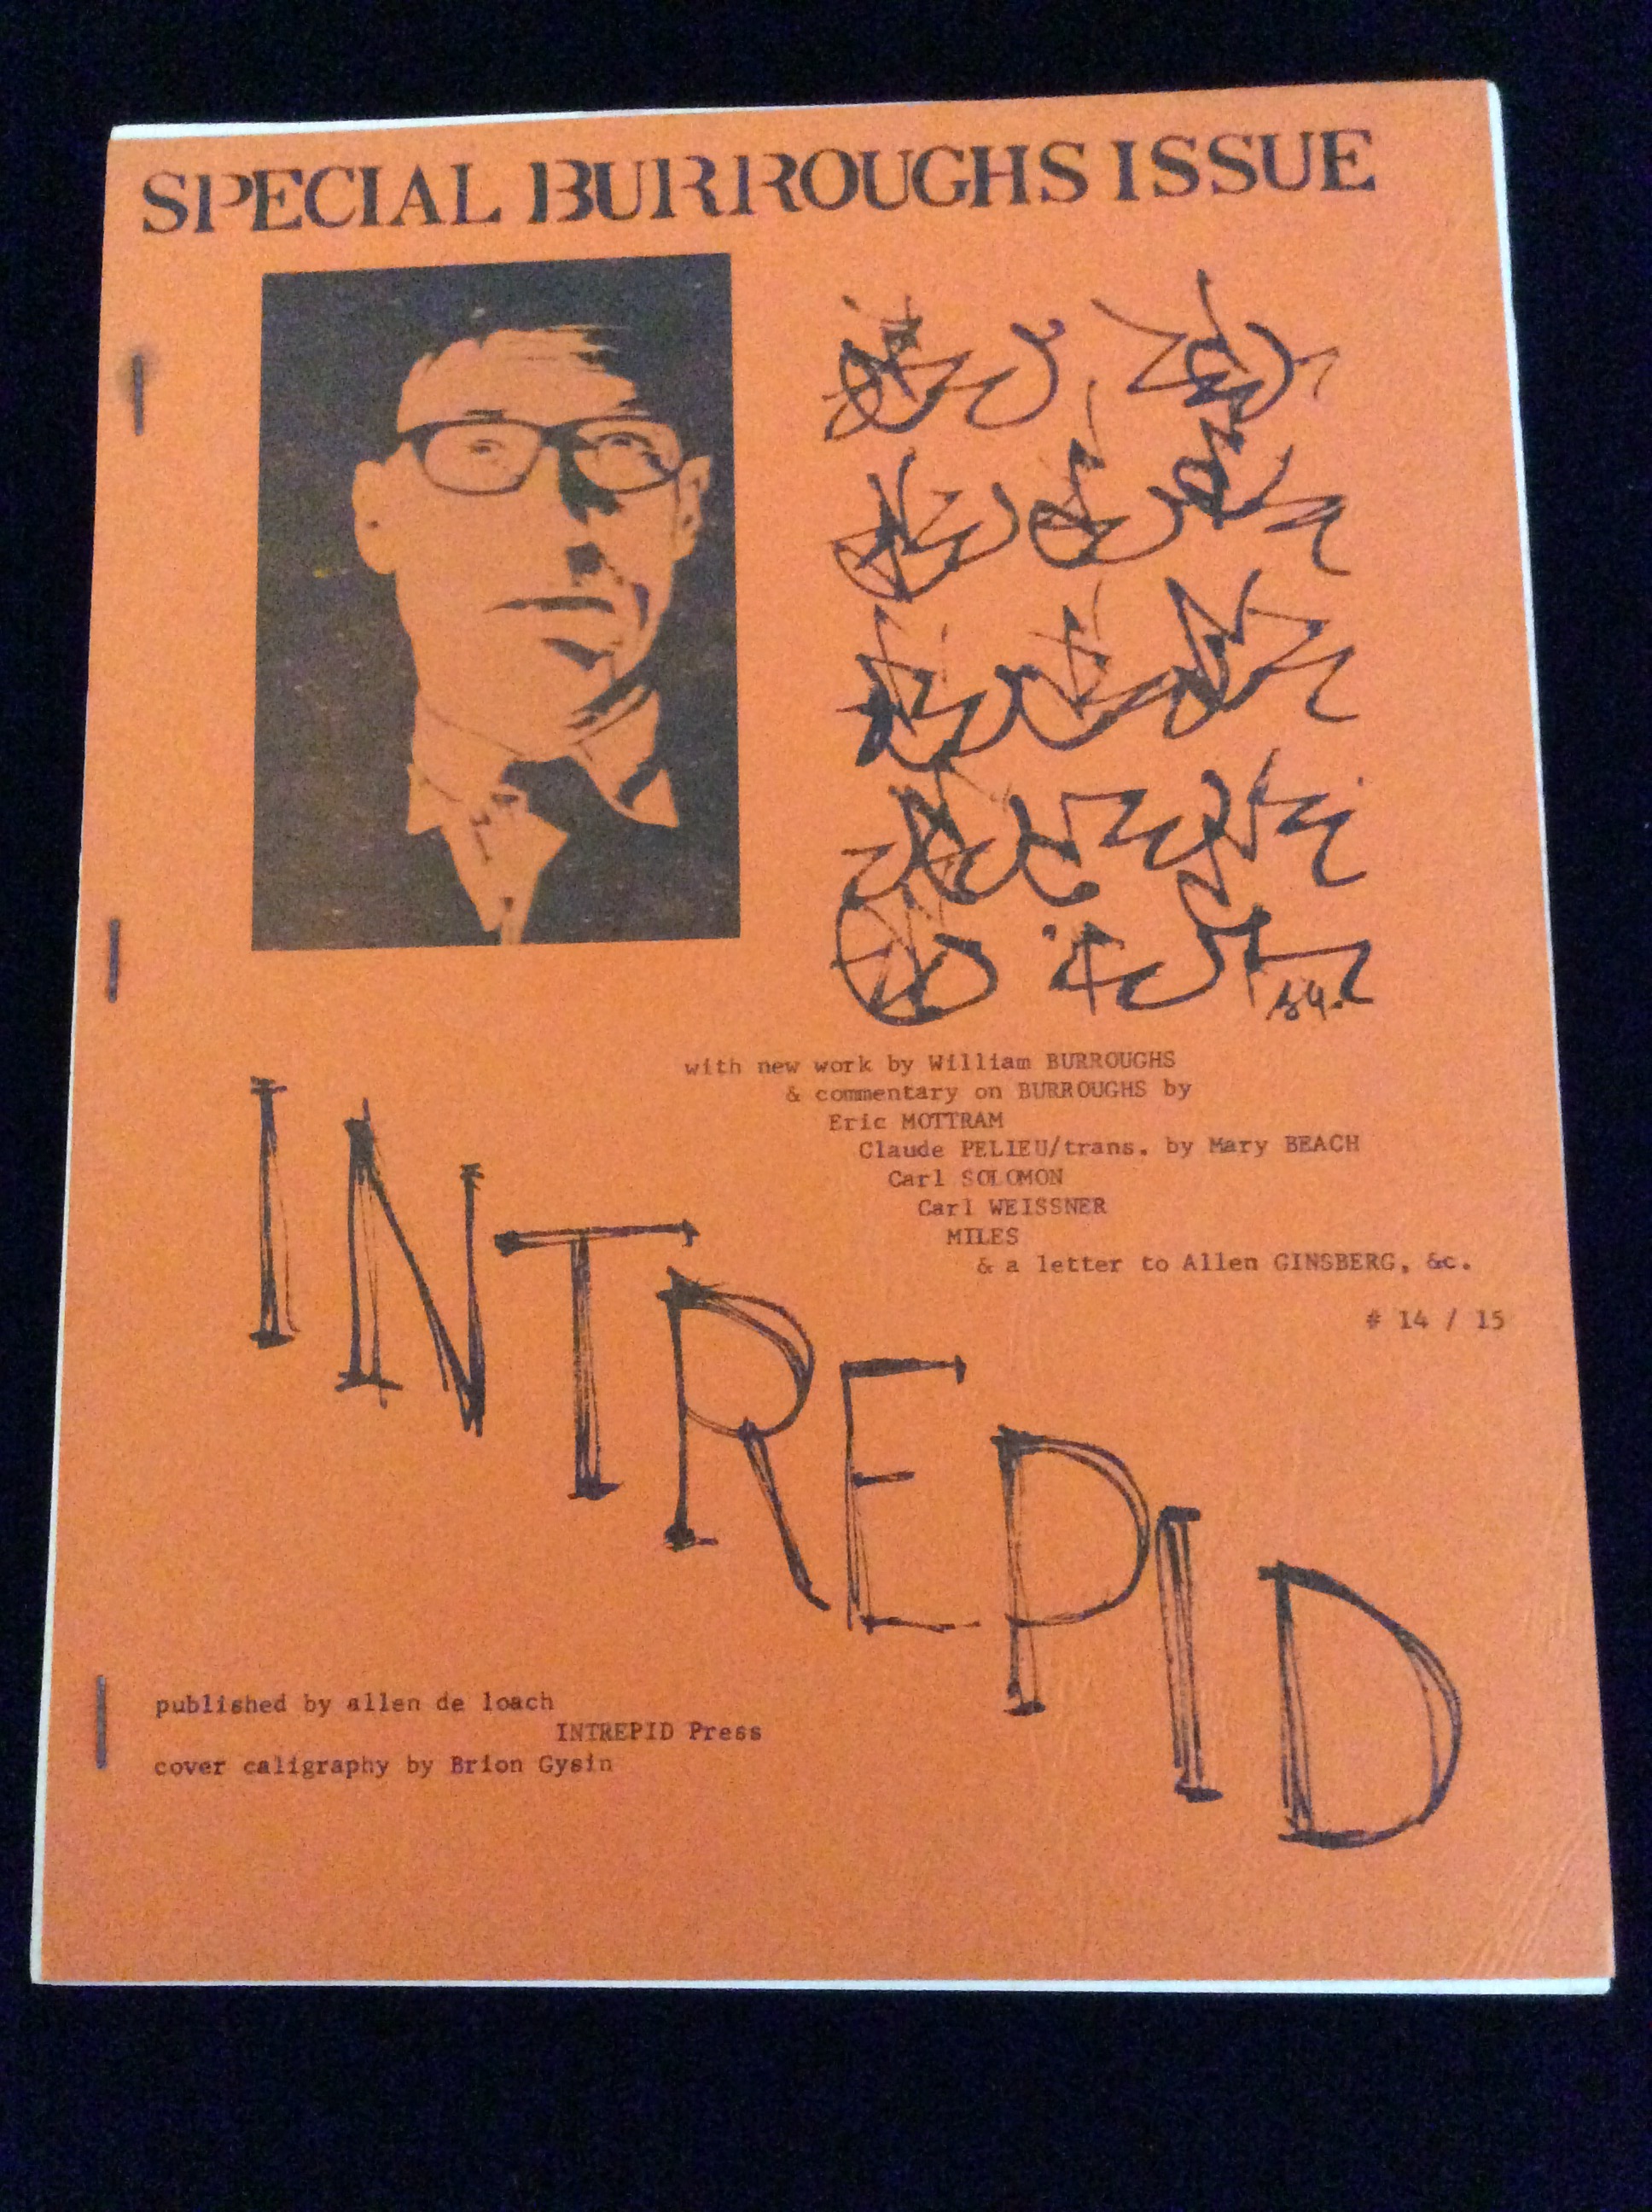 SPECIAL BURROUGHS ISSUE
with new work by William BURROUGHS
& commentary on BURROUGHS by
Eric MOTTRAM
Claude PELIEU/trans. by Mary BEACH
Carl SOLOMON
Carl WEISSNER
MILES
& a letter to Allen GINSBERG, &c.
# 14 / 15
INTREPID
published by allen de loach
INTREPID Press
cover caligraphy by Brion Gysin